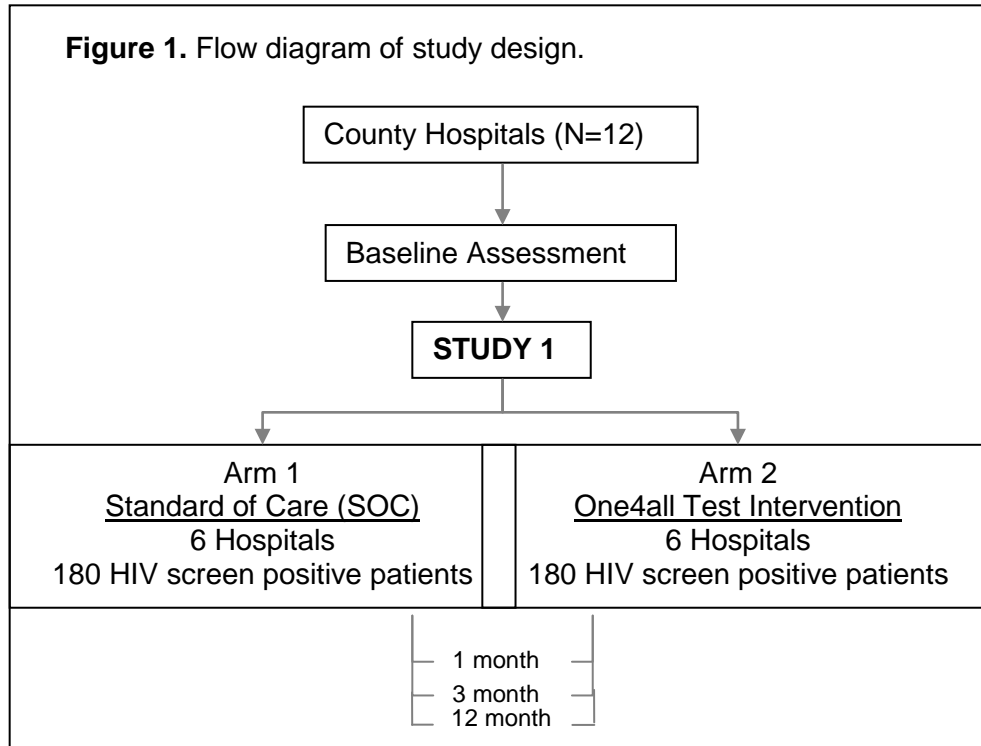 Figure 1. Flow diagram of study design.
County Hospitals (N=12)
Baseline Assessment
STUDY 1
Arm 1
Standard of Care (SOC)
6 Hospitals
180 HIV screen positive patients
Arm 2
One4all Test Intervention
6 Hospitals
180 HIV screen positive patients
1 month
3 month
12 month